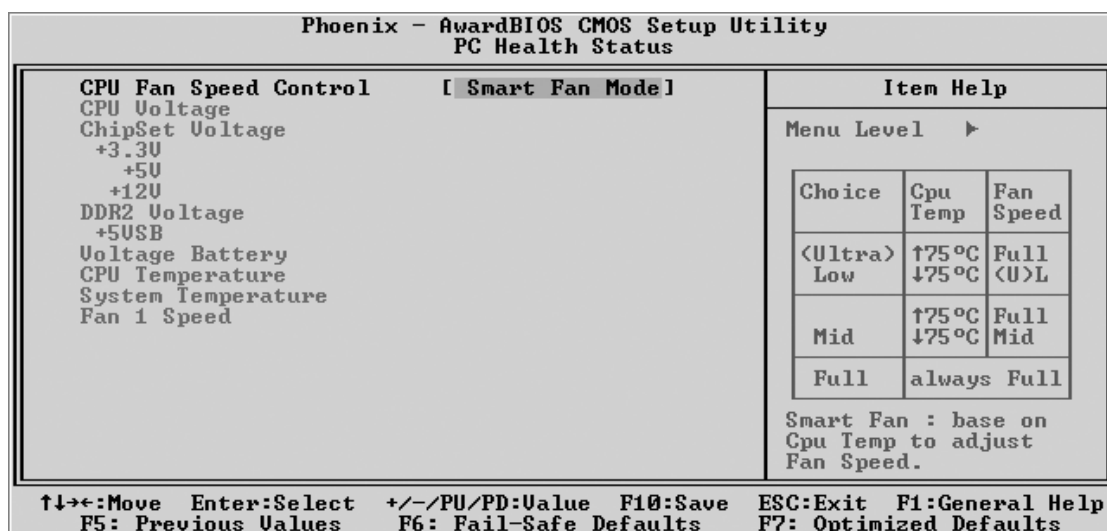 Phoenix - AwardBIOS CMOS Setup Utility
PC Health Status
CPU Fan Speed Control [ Smart Fan Mode]
CPU Voltage
ChipSet Voltage
+3.3V
+5V
+12V
DDR2 Voltage
+5VSB
Voltage Battery
CPU Temperature
System Temperature
Fan 1 Speed
Item Help
Menu Level ►
Choice Cpu Temp Fan Speed
(Ultra) Low ↑75°C Full
↓75°C (U)L
Mid ↑75°C Full
↓75°C Mid
Full always Full
Smart Fan : base on
Cpu Temp to adjust
Fan Speed.
↑↓→←:Move Enter:Select +/-/PU/PD:Value F10:Save ESC:Exit F1:General Help
F5: Previous Values F6: Fail-Safe Defaults F7: Optimized Defaults